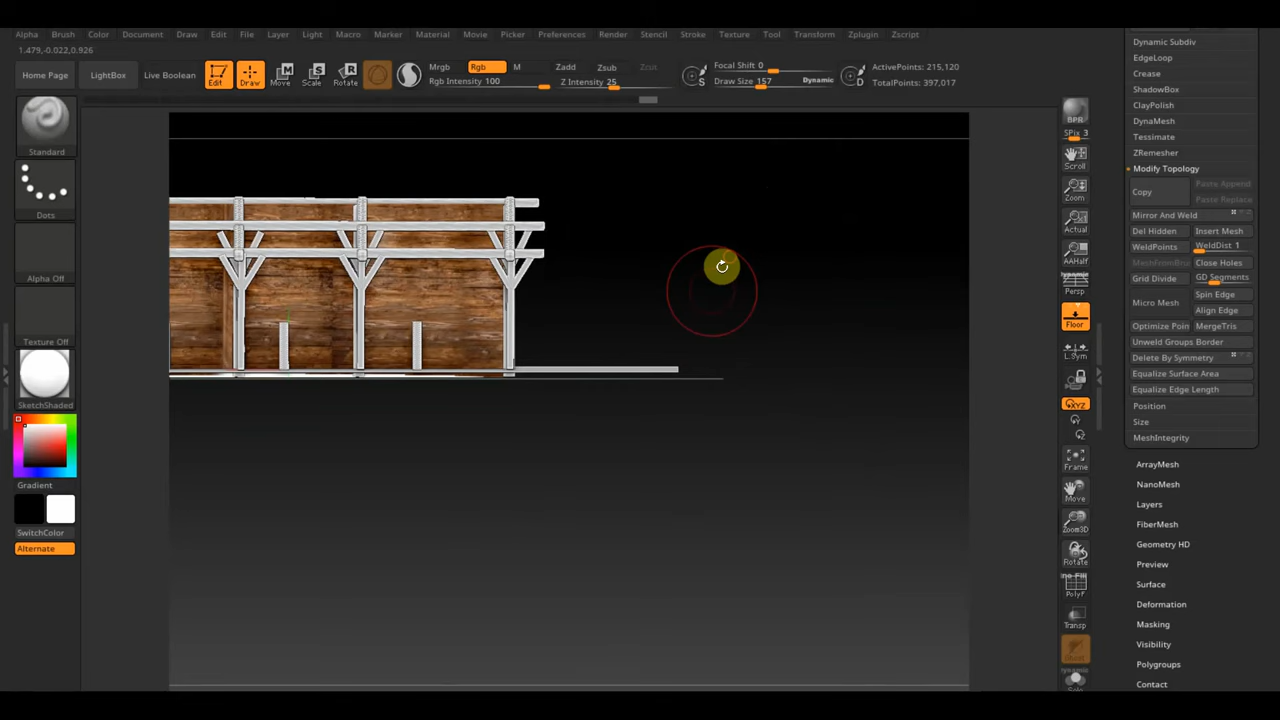 Alpha Brush Color Document Draw Edit File Layer Light Macro Marker Material Movie Picker Preferences Render Stencil Stroke Texture Tool Transform Zplugin Zscript
1.479,-0.022,0.926
Home Page LightBox Live Boolean Edit Draw Move Scale Rotate
Mrgb Rgb M Zadd Zsub Zcut
Rgb Intensity 100 Z Intensity 25
Focal Shift 0
Draw Size 157 Dynamic
ActivePoints: 215,120
TotalPoints: 397,017
S
D
M
S
R
Standard
Dots
Alpha Off
Texture Off
SketchShaded
Gradient
SwitchColor
Alternate
BPR
SPix 3
Scroll
Zoom
Actual
AAHalf
Dynamic
Persp
Floor
L.Sym
XYZ
Y
Z
Frame
Move
Zoom3D
Rotate
PolyF
Transp
Ghost
Dynamic
Solo
Dynamic Subdiv
EdgeLoop
Crease
ShadowBox
ClayPolish
DynaMesh
Tessimate
ZRemesher
Modify Topology
Copy Paste Append
Paste Replace
Mirror And Weld
Del Hidden Insert Mesh
WeldPoints WeldDist 1
MeshFromBru Close Holes
Grid Divide GD Segments
Micro Mesh Spin Edge
Align Edge
Optimize Poin MergeTris
Unweld Groups Border
Delete By Symmetry
Equalize Surface Area
Equalize Edge Length
Position
Size
MeshIntegrity
ArrayMesh
NanoMesh
Layers
FiberMesh
Geometry HD
Preview
Surface
Deformation
Masking
Visibility
Polygroups
Contact